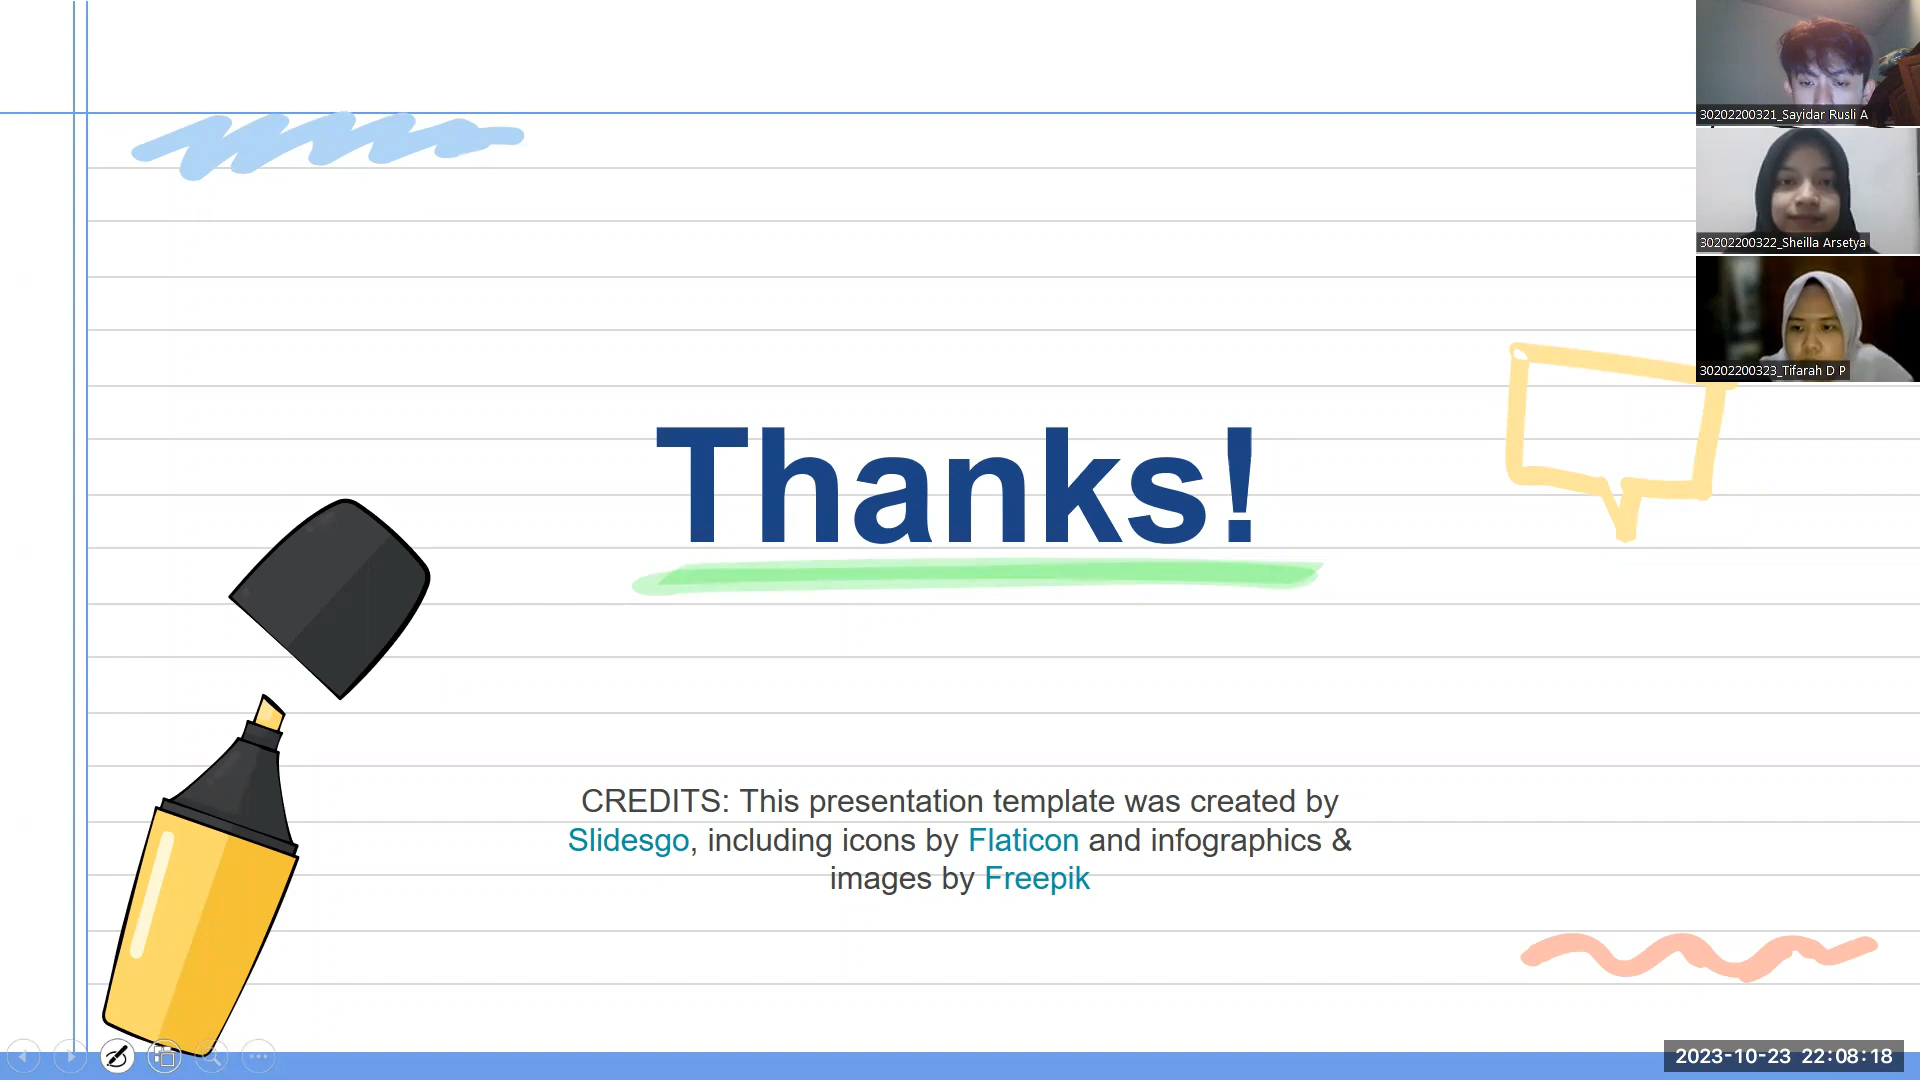 30202200321_Sayidar Rusli A
30202200322_Sheilla Arsetya
30202200323_Tifarah D P
Thanks!
CREDITS: This presentation template was created by
Slidesgo, including icons by Flaticon and infographics &
images by Freepik
2023-10-23 22:08:18